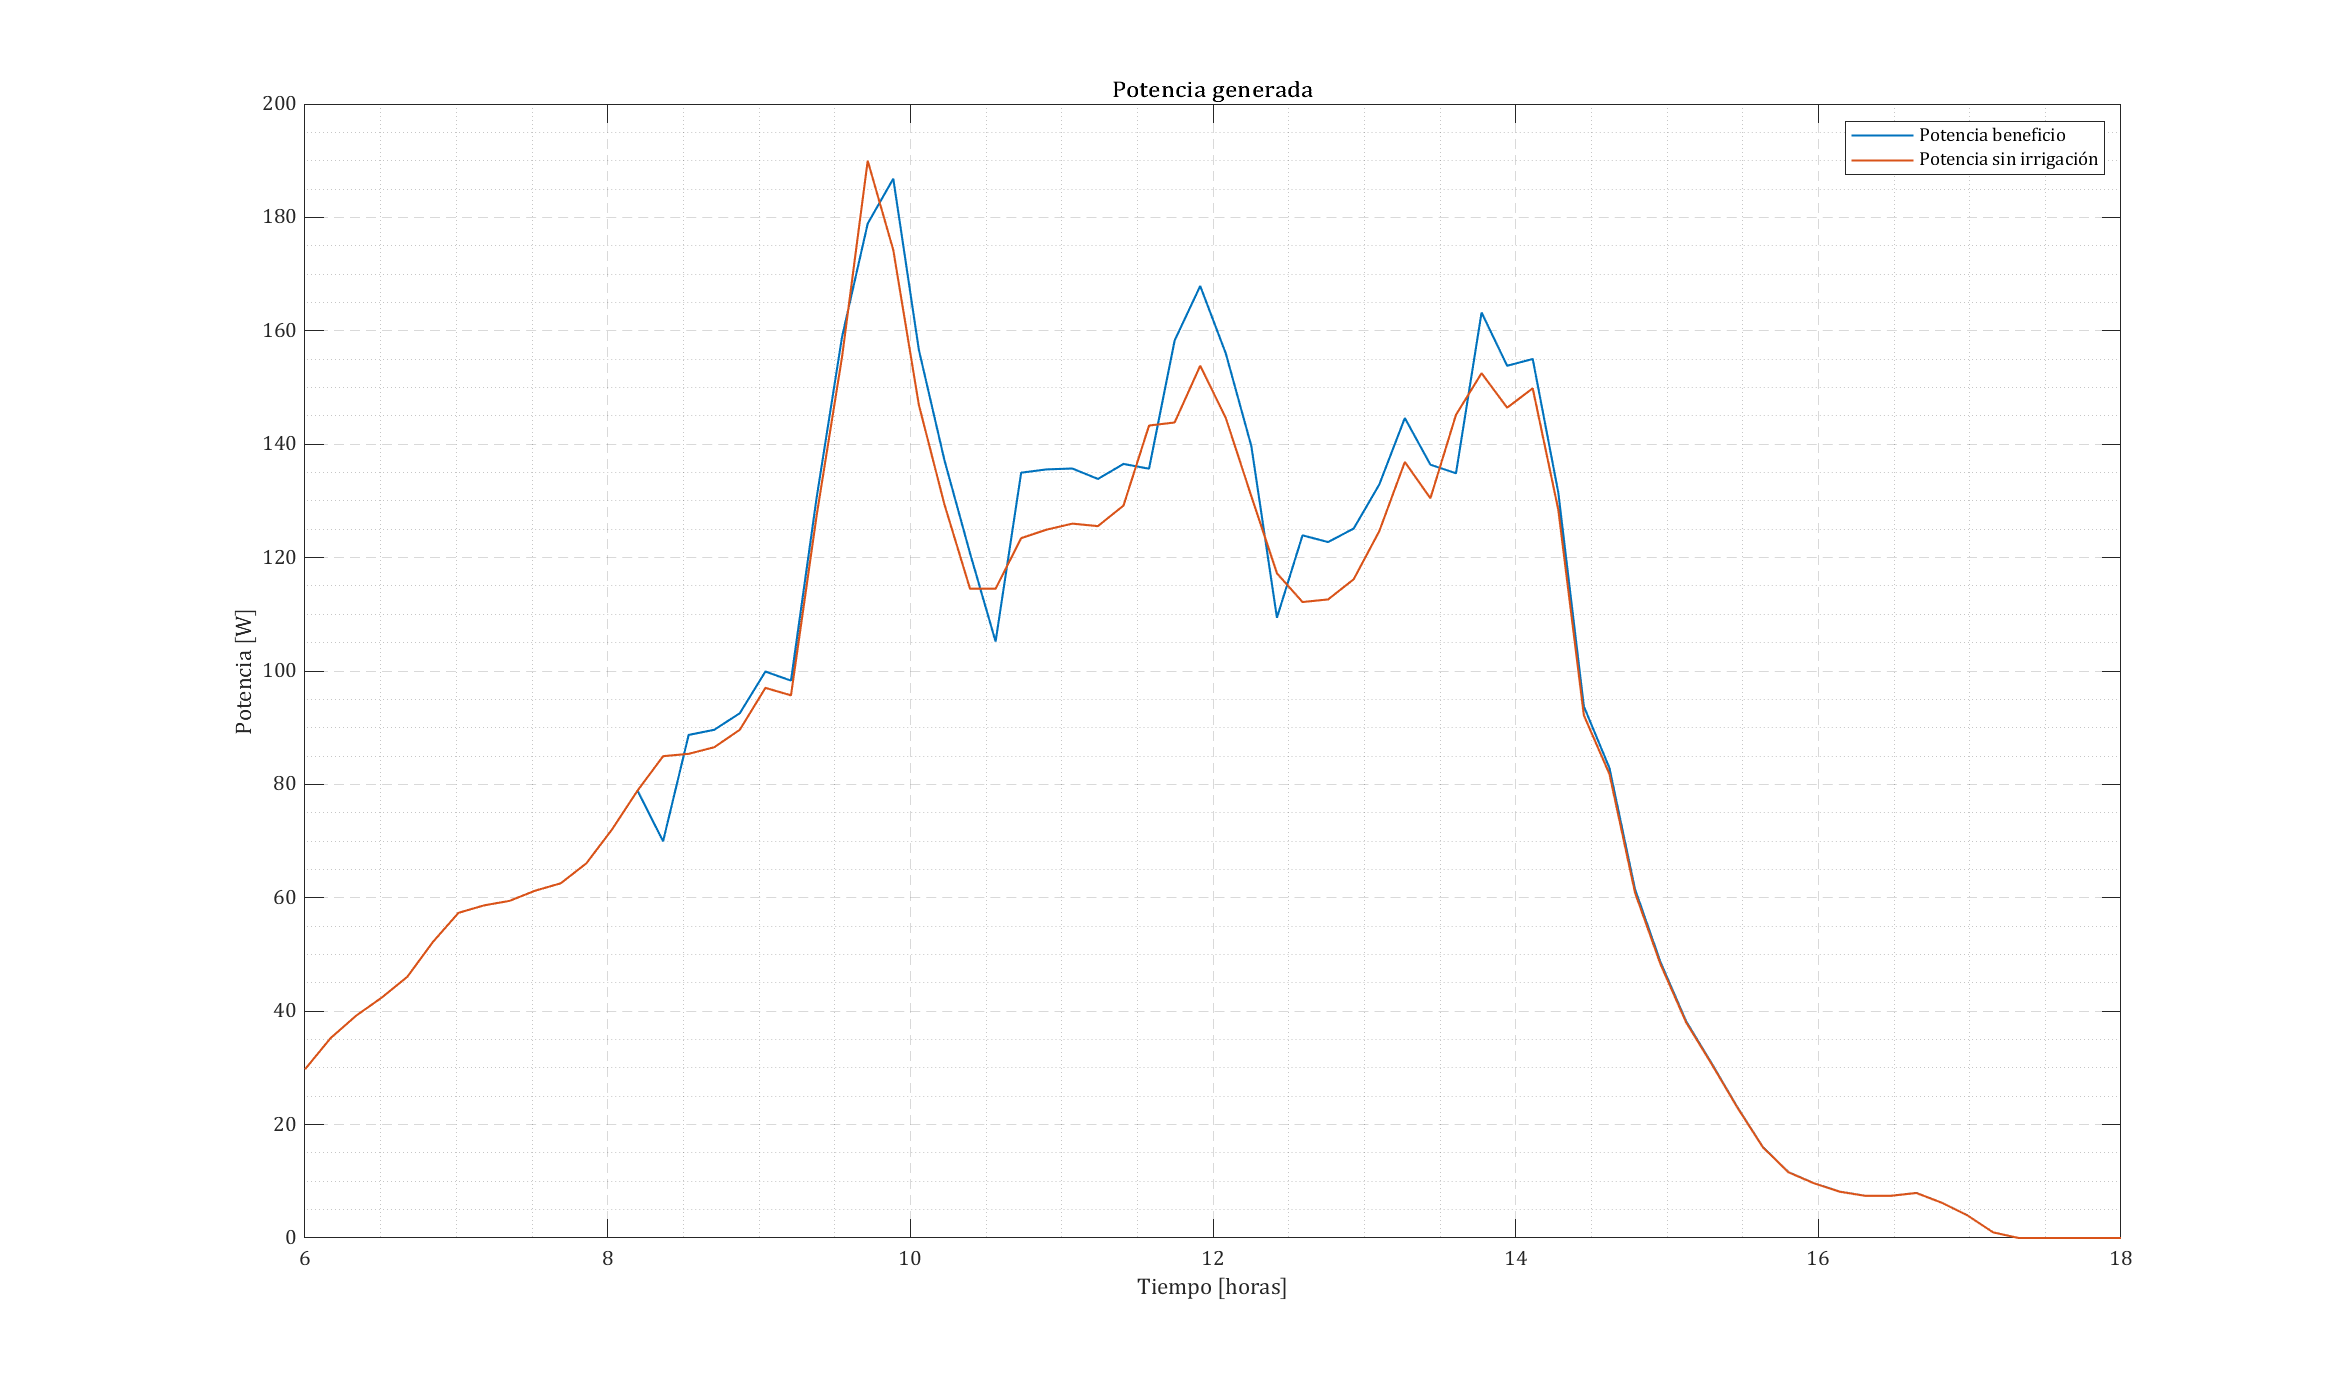 Potencia generada
200
180
160
140
120
100
80
60
40
20
0
Potencia [W]
Potencia beneficio
Potencia sin irrigación
6 8 10 12 14 16 18
Tiempo [horas]